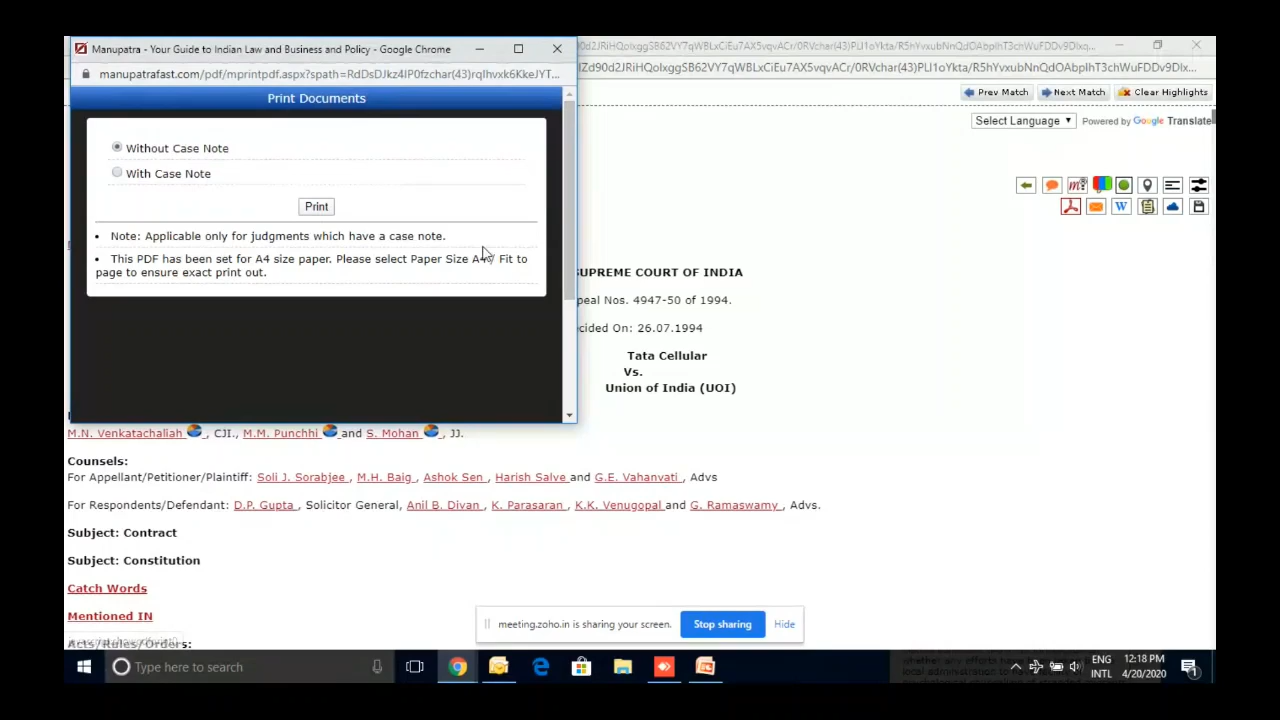 Manupatra - Your Guide to Indian Law and Business and Policy - Google Chrome
manupatrafast.com/pdf/mprintpdf.aspx?spath=RdDsDJkz4IP0fzchar(43)rqIhvxk6KkeJYT...
Print Documents
Prev Match
Next Match
Clear Highlights
Select Language
Powered by Google Translate
Without Case Note
With Case Note
Print
• Note: Applicable only for judgments which have a case note.
• This PDF has been set for A4 size paper. Please select Paper Size Fit to
page to ensure exact print out.
SUPREME COURT OF INDIA
peal Nos. 4947-50 of 1994.
cided On: 26.07.1994
Tata Cellular
Vs.
Union of India (UOI)
M.N. Venkatachaliah , CJI., M.M. Punchhi and S. Mohan , JJ.
Counsels:
For Appellant/Petitioner/Plaintiff: Soli J. Sorabjee , M.H. Baig , Ashok Sen , Harish Salve and G.E. Vahanvati , Advs
For Respondents/Defendant: D.P. Gupta , Solicitor General, Anil B. Divan , K. Parasaran , K.K. Venugopal and G. Ramaswamy , Advs.
Subject: Contract
Subject: Constitution
Catch Words
Mentioned IN
Acts/Rules/Orders:
meeting.zoho.in is sharing your screen.
Stop sharing
Hide
Type here to search
ENG
INTL
12:18 PM
4/20/2020
1